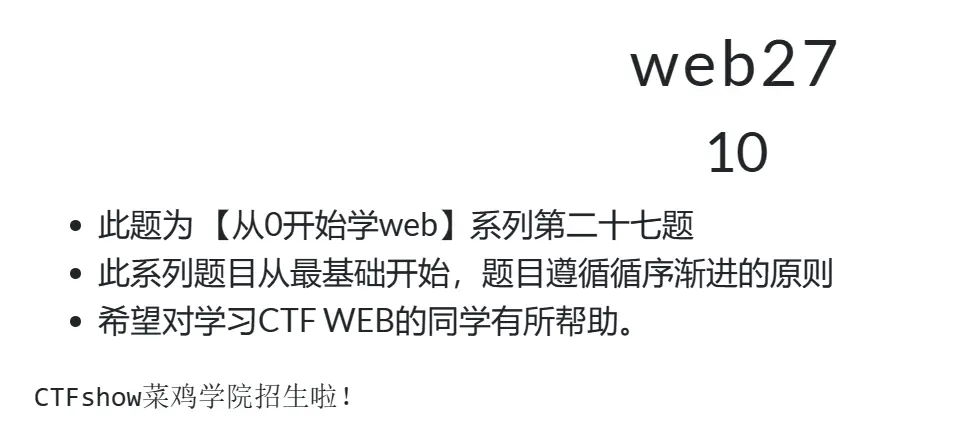 web27
10
此题为 【从0开始学web】系列第二十七题
此系列题目从最基础开始，题目遵循循序渐进的原则
希望对学习CTF WEB的同学有所帮助。
CTFshow菜鸡学院招生啦！